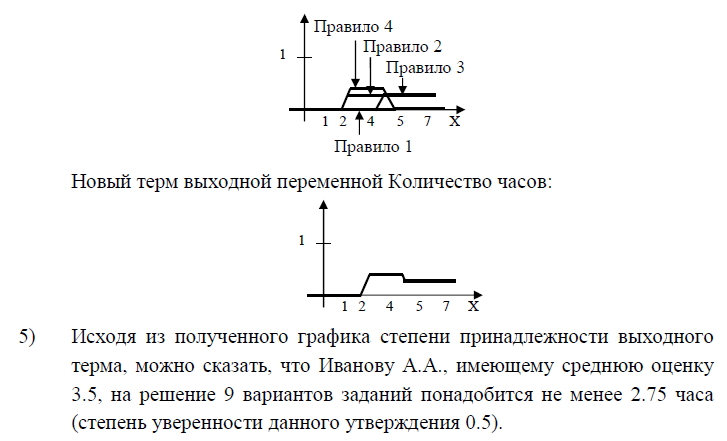 Правило 4
Правило 2
1
Правило 3
1 2 4 5 7 X
Правило 1
Новый терм выходной переменной Количество часов:
1
1 2 4 5 7 X
5) Исходя из полученного графика степени принадлежности выходного
терма, можно сказать, что Иванову А.А., имеющему среднюю оценку
3.5, на решение 9 вариантов заданий понадобится не менее 2.75 часа
(степень уверенности данного утверждения 0.5).